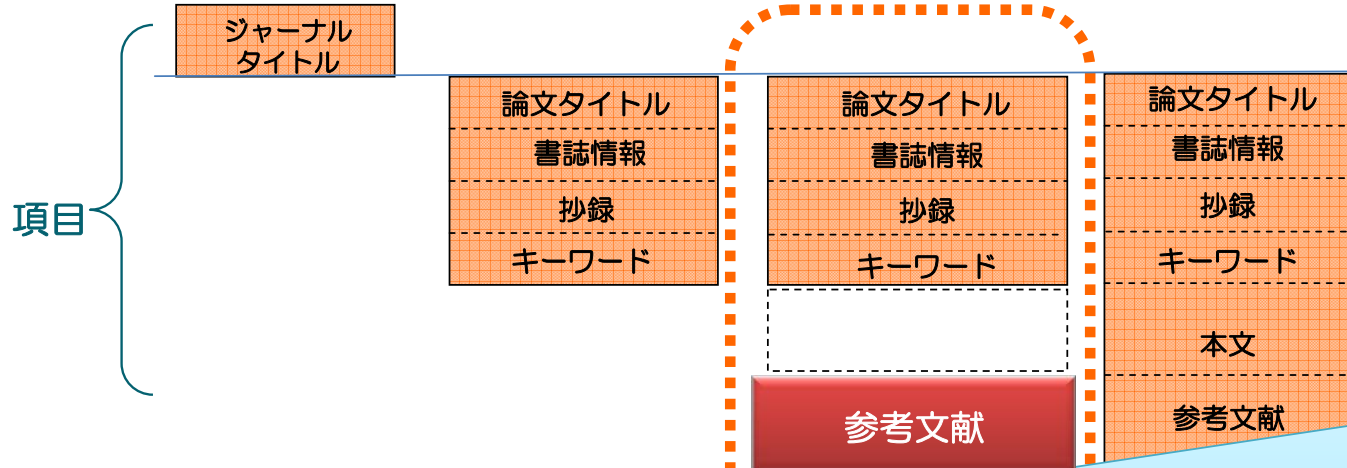 ジャーナル
タイトル
項目
論文タイトル
書誌情報
抄録
キーワード
論文タイトル
書誌情報
抄録
キーワード
参考文献
論文タイトル
書誌情報
抄録
キーワード
本文
参考文献